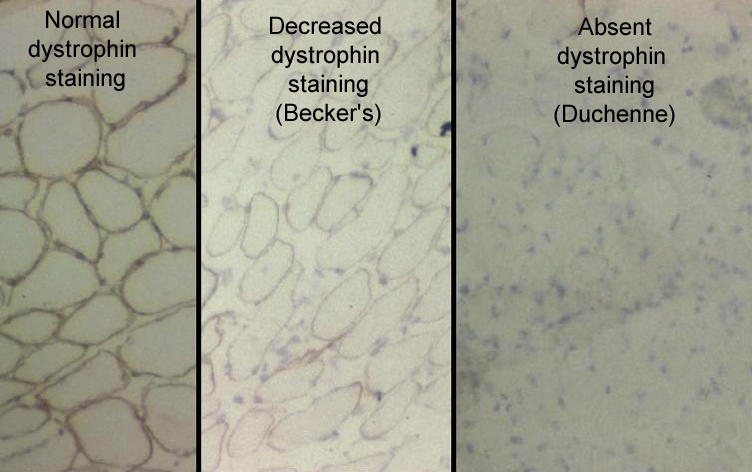 Normal
dystrophin
staining
Decreased
dystrophin
staining
(Becker's)
Absent
dystrophin
staining
(Duchenne)